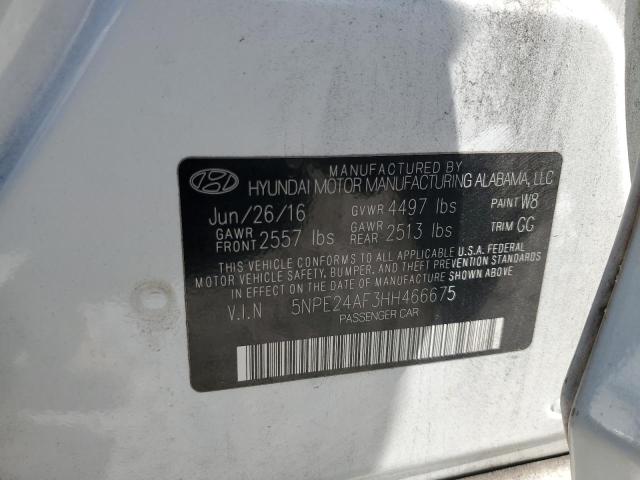 MANUFACTURED BY
HYUNDAI MOTOR MANUFACTURING ALABAMA, LLC
Jun/26/16 GVWR 4497 lbs PAINT W8
GAWR FRONT 2557 lbs GAWR REAR 2513 lbs TRIM GG
THIS VEHICLE CONFORMS TO ALL APPLICABLE U.S.A. FEDERAL
MOTOR VEHICLE SAFETY, BUMPER, AND THEFT PREVENTION STANDARDS
IN EFFECT ON THE DATE OF MANUFACTURE SHOWN ABOVE
V.I.N 5NPE24AF3HH466675
PASSENGER CAR